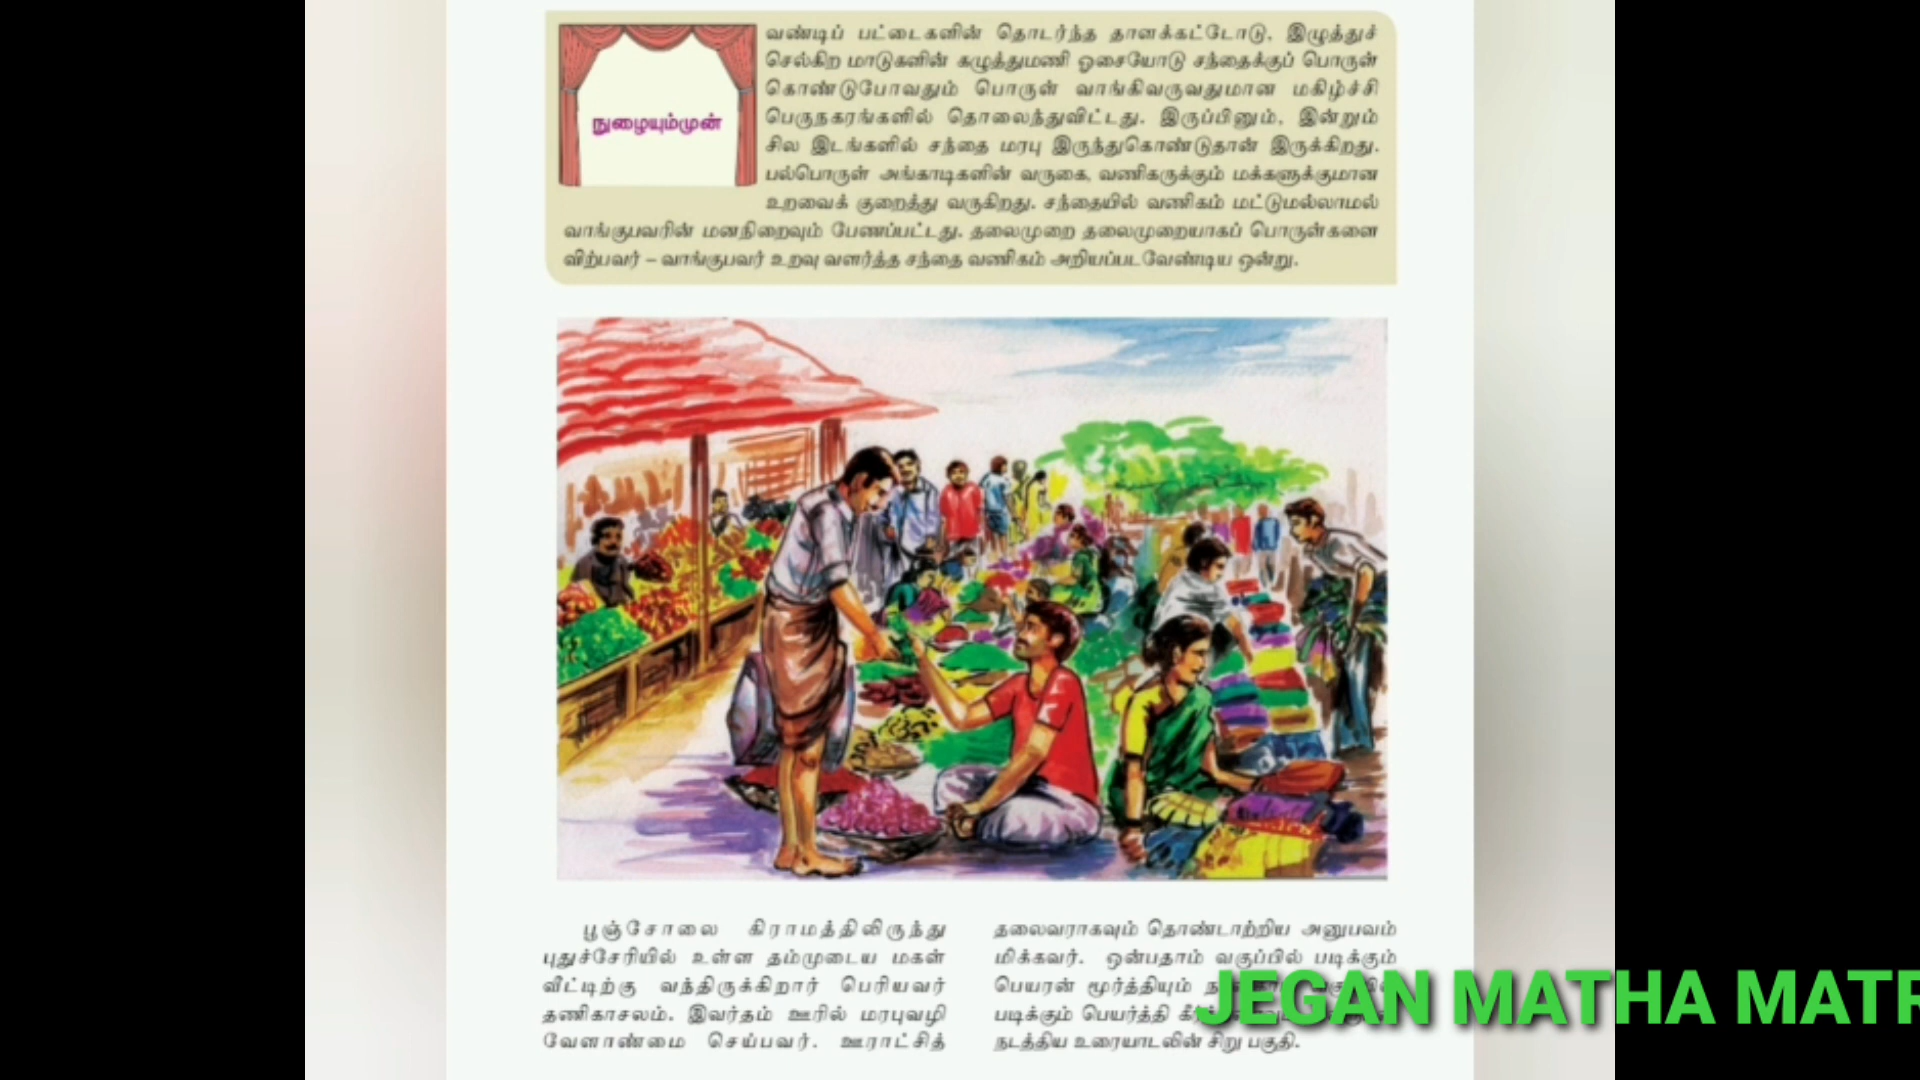 நுழையும்முன்
வண்டிப் பட்டைகளின் தொடர்ந்த தாளக்கட்டோடு, இழுத்துச்
செல்கிற மாடுகளின் கழுத்துமணி ஓசையோடு சந்தைக்குப் பொருள்
கொண்டுபோவதும் பொருள் வாங்கிவருவதுமான மகிழ்ச்சி
பெருநகரங்களில் தொலைந்துவிட்டது. இருப்பினும், இன்றும்
சில இடங்களில் சந்தை மரபு இருந்துகொண்டுதான் இருக்கிறது.
பல்பொருள் அங்காடிகளின் வருகை, வணிகருக்கும் மக்களுக்குமான
உறவைக் குறைத்து வருகிறது. சந்தையில் வணிகம் மட்டுமல்லாமல்
வாங்குபவரின் மனநிறைவும் பேணப்பட்டது. தலைமுறை தலைமுறையாகப் பொருள்களை
விற்பவர் – வாங்குபவர் உறவு வளர்த்த சந்தை வணிகம் அறியப்படவேண்டிய ஒன்று.
பூஞ்சோலை கிராமத்திலிருந்து
புதுச்சேரியில் உள்ள தம்முடைய மகள்
வீட்டிற்கு வந்திருக்கிறார் பெரியவர்
தணிகாசலம். இவர்தம் ஊரில் மரபுவழி
வேளாண்மை செய்பவர். ஊராட்சித்
தலைவராகவும் தொண்டாற்றிய அனுபவம்
மிக்கவர். ஒன்பதாம் வகுப்பில் படிக்கும்
பெயரன் மூர்த்தியும்
படிக்கும் பெயர்த்தி
நடத்திய உரையாடலின் சிறு பகுதி.
JEGAN MATHA MATR